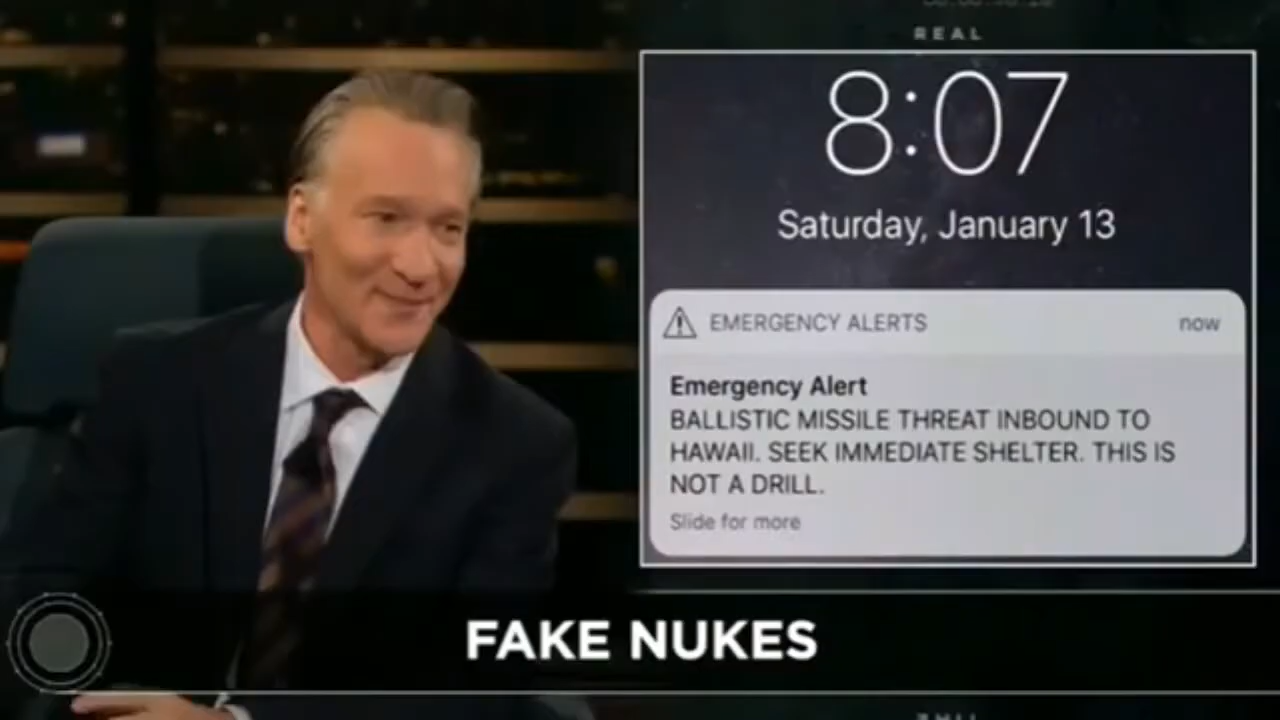 REAL
8:07
Saturday, January 13
EMERGENCY ALERTS now
Emergency Alert
BALLISTIC MISSILE THREAT INBOUND TO
HAWAII. SEEK IMMEDIATE SHELTER. THIS IS
NOT A DRILL.
Slide for more
FAKE NUKES